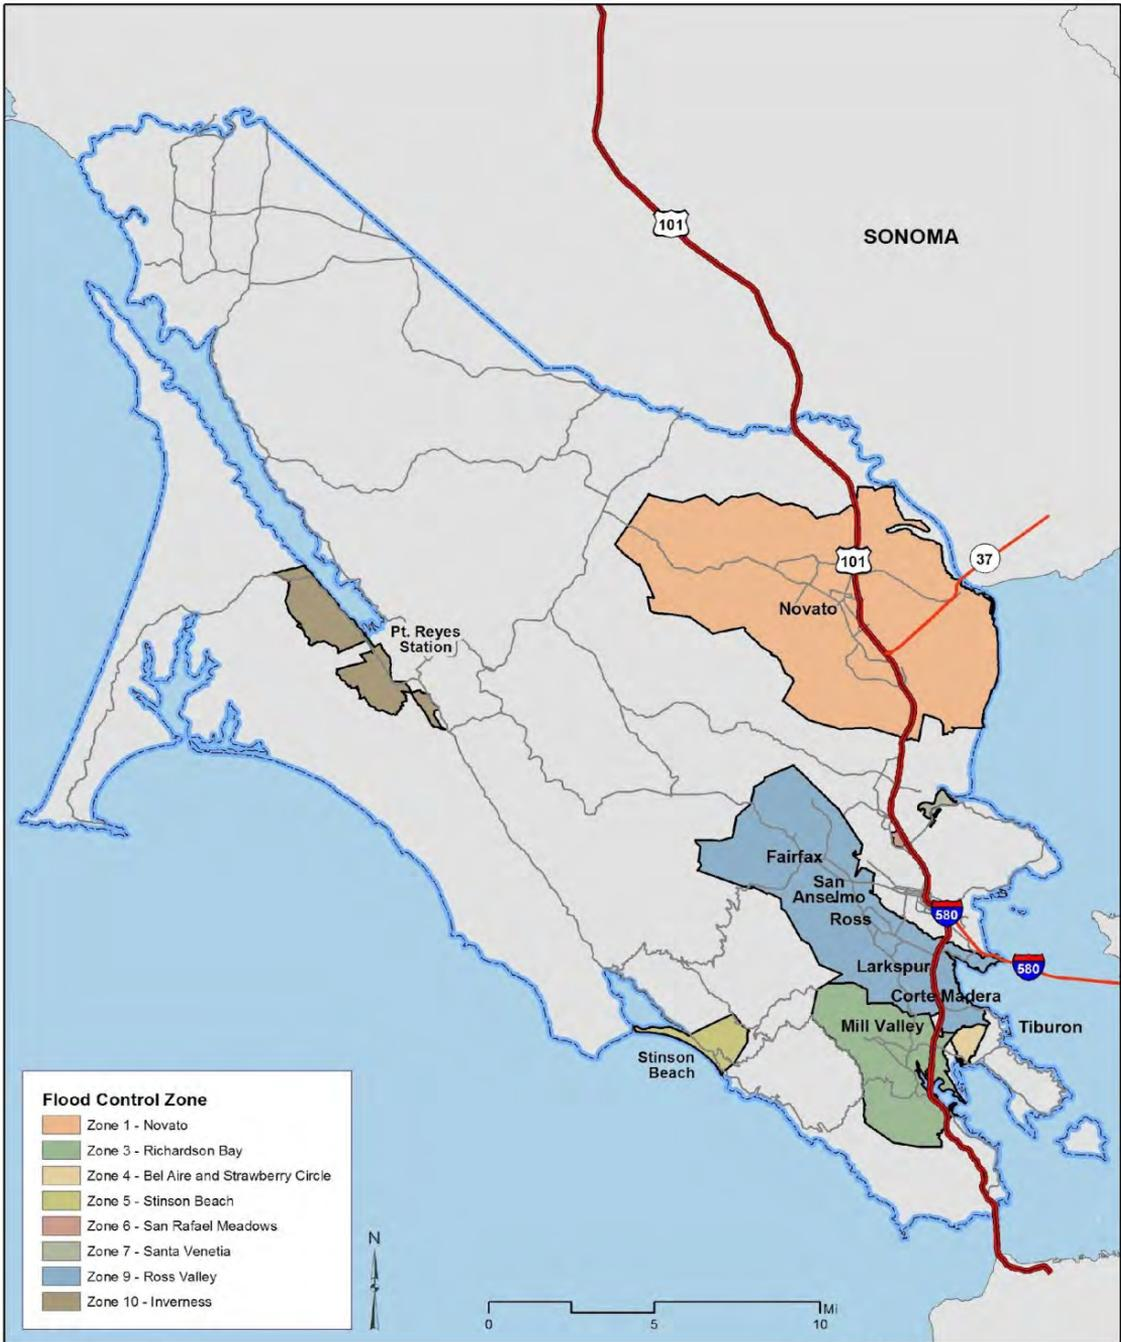 101
SONOMA
101
37
Novato
Pt. Reyes
Station
Fairfax
San
Anselmo
Ross
580
Larkspur
580
Corte Madera
Mill Valley
Tiburon
Stinson
Beach
Flood Control Zone
Zone 1 - Novato
Zone 3 - Richardson Bay
Zone 4 - Bel Aire and Strawberry Circle
Zone 5 - Stinson Beach
Zone 6 - San Rafael Meadows
Zone 7 - Santa Venetia
Zone 9 - Ross Valley
Zone 10 - Inverness
N
Mi
0 5 10